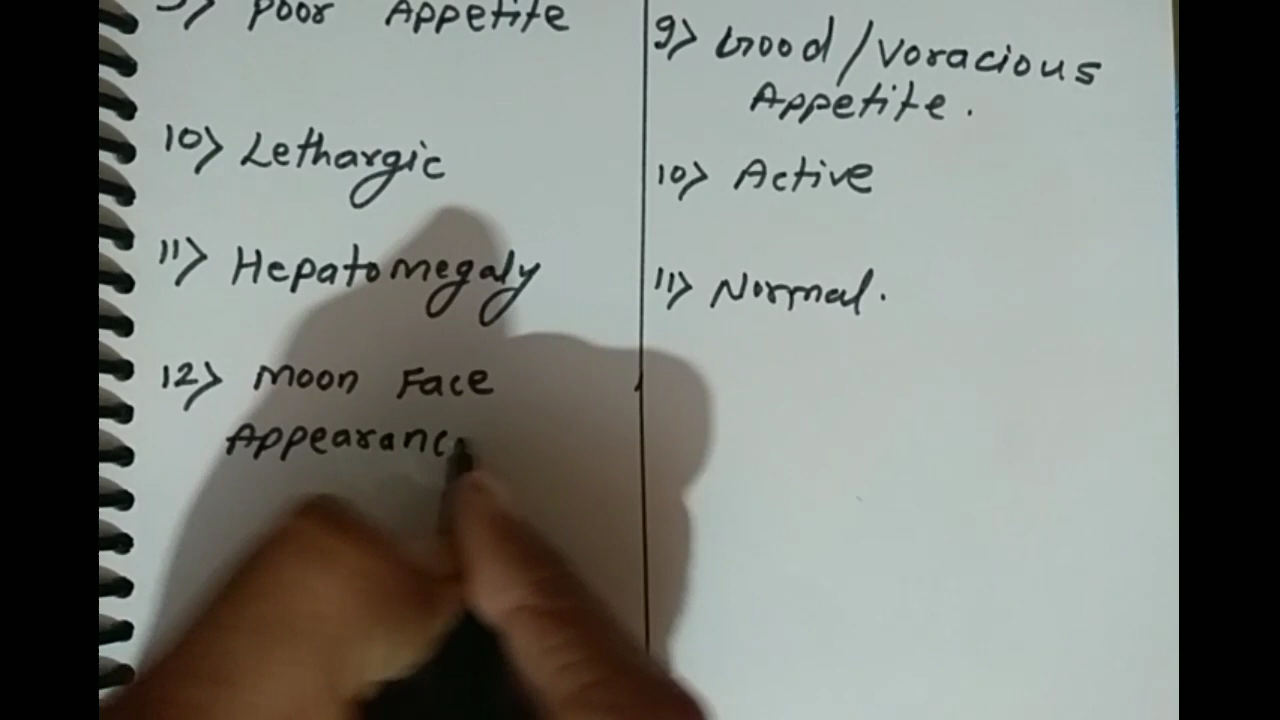 Poor Appetite
10> Lethargic
11> Hepatomegaly
12> Moon Face
Appearanc
9> Good/Voracious
Appetite.
10> Active
11> Normal.